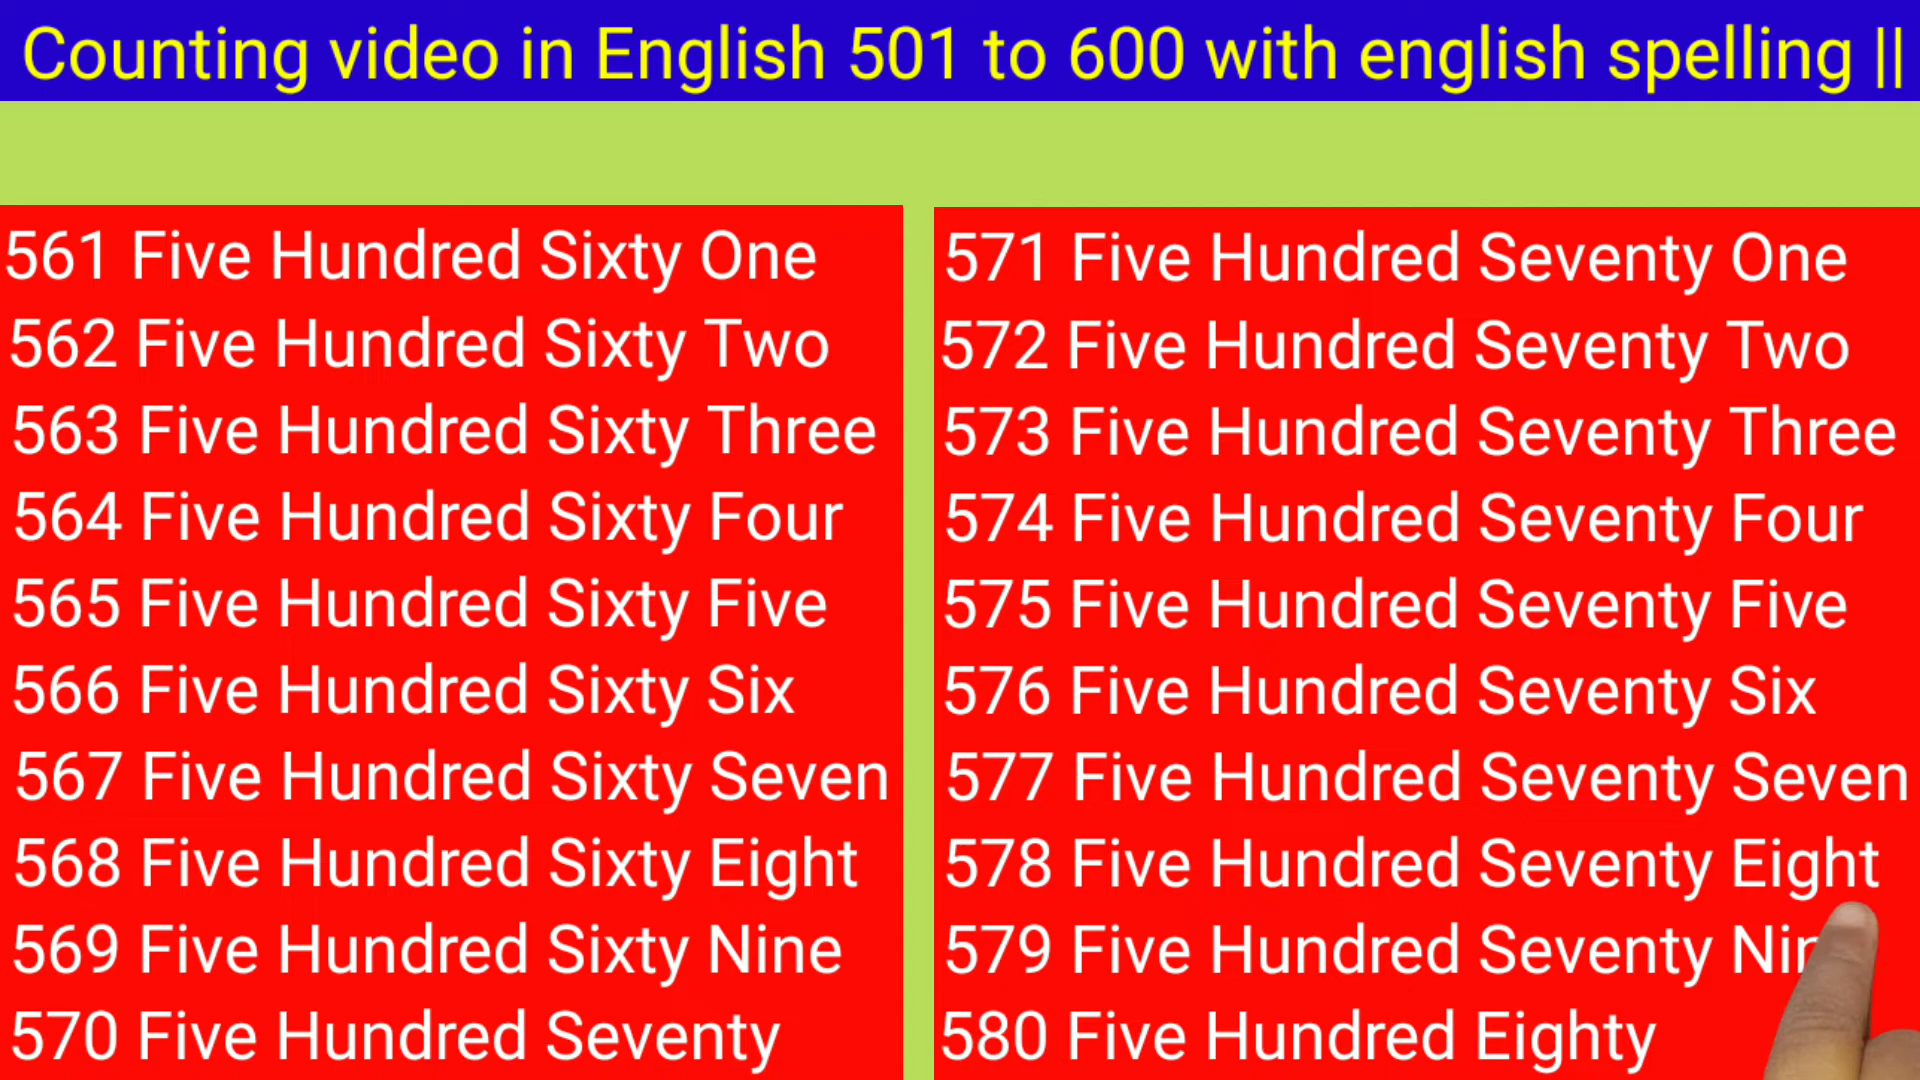 Counting video in English 501 to 600 with english spelling ||
561 Five Hundred Sixty One
562 Five Hundred Sixty Two
563 Five Hundred Sixty Three
564 Five Hundred Sixty Four
565 Five Hundred Sixty Five
566 Five Hundred Sixty Six
567 Five Hundred Sixty Seven
568 Five Hundred Sixty Eight
569 Five Hundred Sixty Nine
570 Five Hundred Seventy
571 Five Hundred Seventy One
572 Five Hundred Seventy Two
573 Five Hundred Seventy Three
574 Five Hundred Seventy Four
575 Five Hundred Seventy Five
576 Five Hundred Seventy Six
577 Five Hundred Seventy Seven
578 Five Hundred Seventy Eight
579 Five Hundred Seventy
580 Five Hundred Eighty